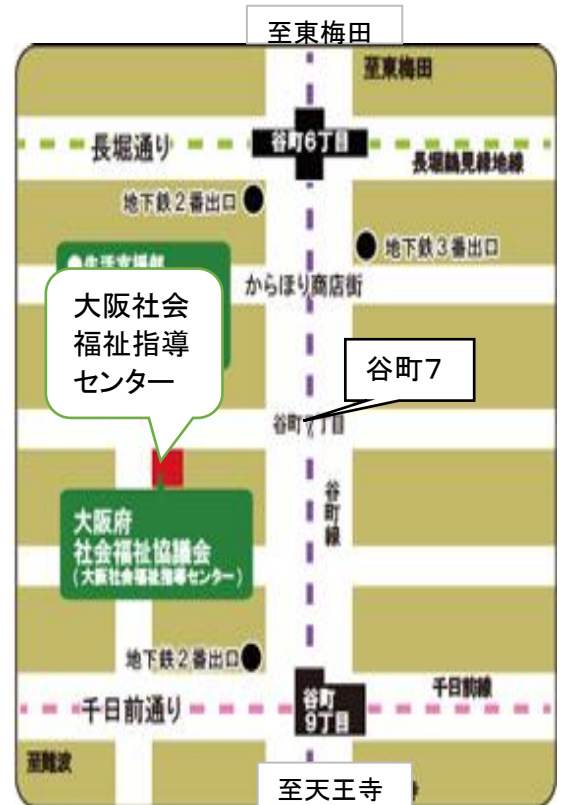 至東梅田
至東梅田
谷町6丁目
長堀通り
長堀鶴見緑地線
地下鉄2番出口
地下鉄3番出口
●生活支援部
からほり商店街
大阪社会
福祉指導
センター
谷町7
谷町7丁目
谷町線
大阪府
社会福祉協議会
(大阪社会福祉指導センター)
地下鉄2番出口
千日前線
谷町
9丁目
千日前通り
至難波
至天王寺